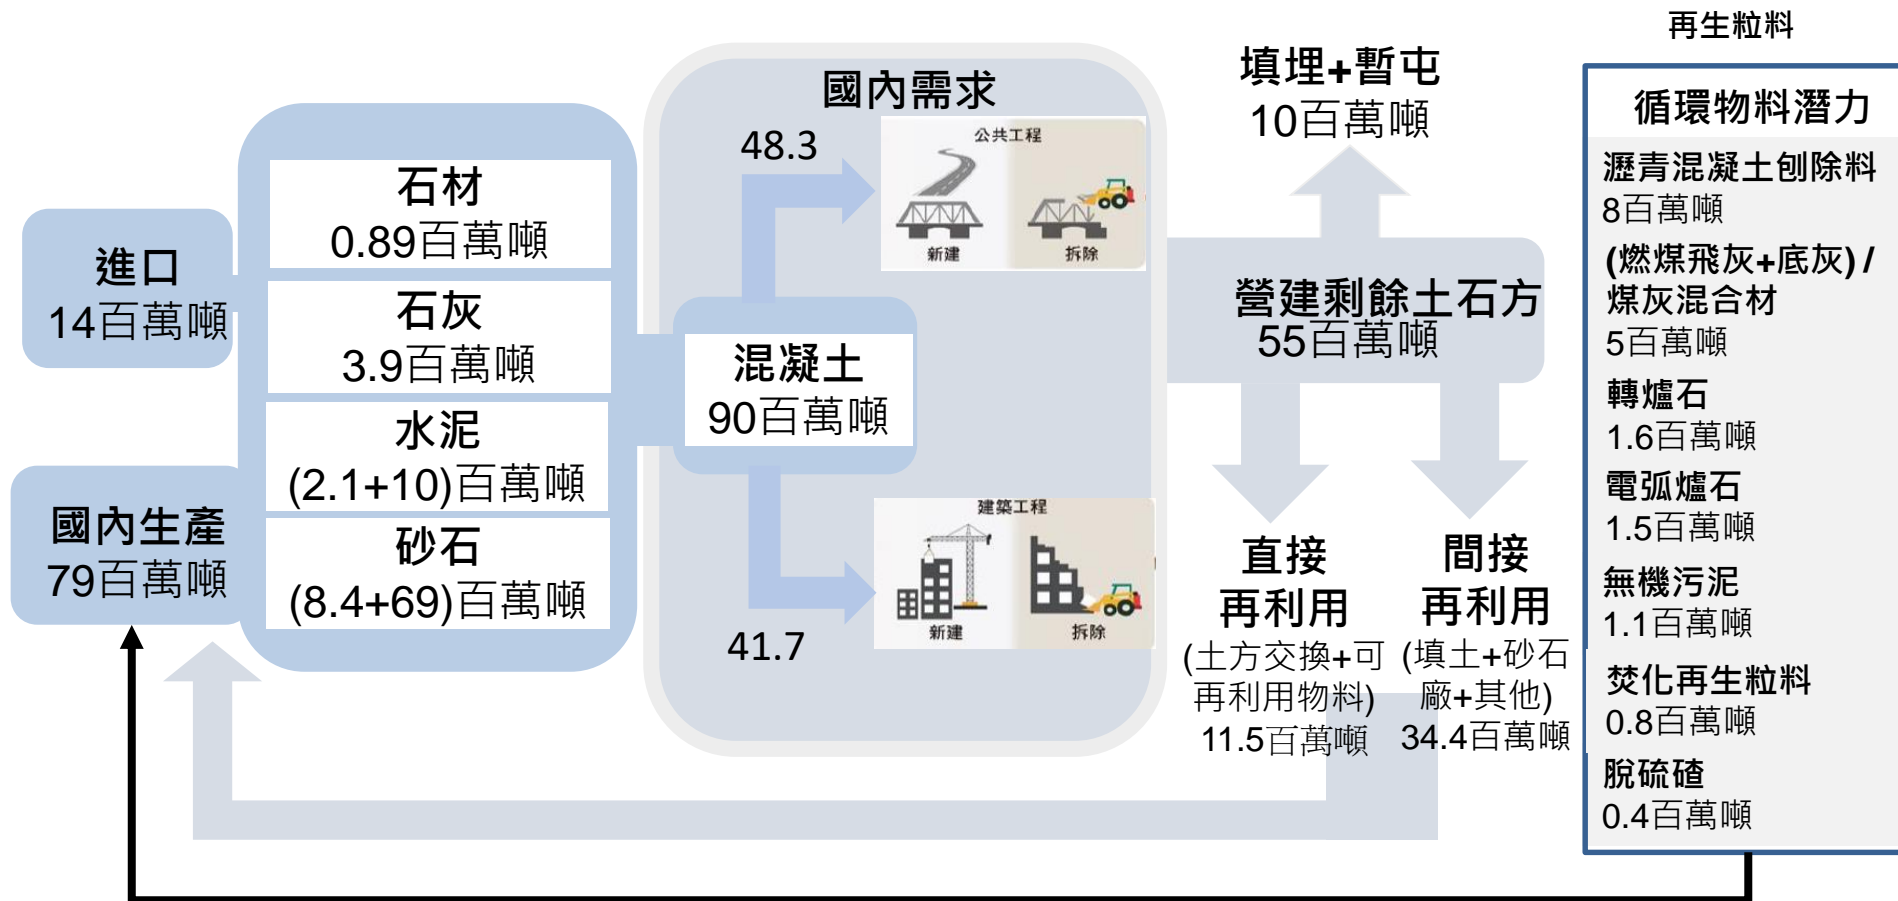 進口
14百萬噸
國內生產
79百萬噸
石材
0.89百萬噸
石灰
3.9百萬噸
水泥
(2.1+10)百萬噸
砂石
(8.4+69)百萬噸
國內需求
48.3
公共工程
新建
拆除
混凝土
90百萬噸
41.7
建築工程
新建
拆除
填埋+暫屯
10百萬噸
營建剩餘土石方
55百萬噸
直接
再利用
(土方交換+可
再利用物料)
11.5百萬噸
間接
再利用
(填土+砂石
廠+其他)
34.4百萬噸
再生粒料
循環物料潛力
瀝青混凝土刨除料
8百萬噸
(燃煤飛灰+底灰) /
煤灰混合材
5百萬噸
轉爐石
1.6百萬噸
電弧爐石
1.5百萬噸
無機污泥
1.1百萬噸
焚化再生粒料
0.8百萬噸
脫硫碴
0.4百萬噸